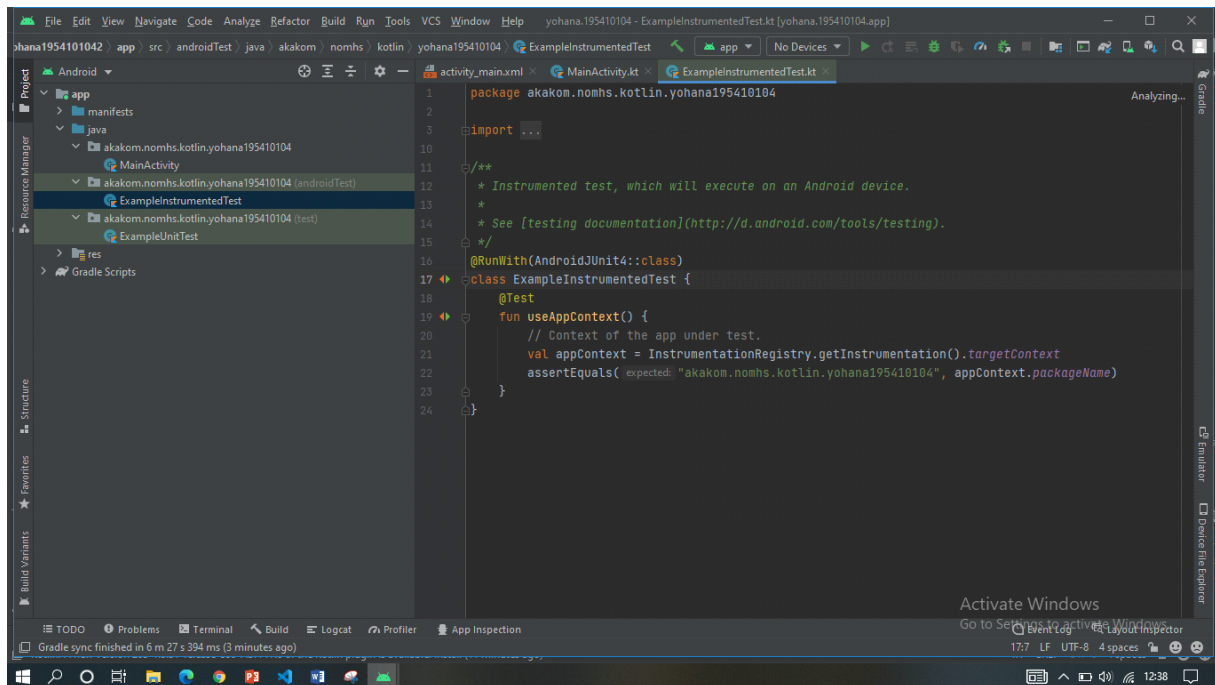 File Edit View Navigate Code Analyze Refactor Build Run Tools VCS Window Help yohana.195410104 - ExampleInstrumentedTest.kt [yohana.195410104.app]
ohana1954101042 app src androidTest java akakom nomhs kotlin yohana195410104 ExampleInstrumentedTest app No Devices
Android
activity_main.xml MainActivity.kt ExampleInstrumentedTest.kt
Project
Resource Manager
Structure
Favorites
Build Variants
app
manifests
java
akakom.nomhs.kotlin.yohana195410104
MainActivity
akakom.nomhs.kotlin.yohana195410104 (androidTest)
ExampleInstrumentedTest
akakom.nomhs.kotlin.yohana195410104 (test)
ExampleUnitTest
res
Gradle Scripts
1 package akakom.nomhs.kotlin.yohana195410104
Analyzing...
2
3 import ...
10
11 /**
12 * Instrumented test, which will execute on an Android device.
13 *
14 * See [testing documentation](http://d.android.com/tools/testing).
15 */
16 @RunWith(AndroidJUnit4::class)
17 class ExampleInstrumentedTest {
18 @Test
19 fun useAppContext() {
20 // Context of the app under test.
21 val appContext = InstrumentationRegistry.getInstrumentation().targetContext
22 assertEquals( expected: "akakom.nomhs.kotlin.yohana195410104", appContext.packageName)
23 }
24 }
Gradle
Emulator
Device File Explorer
Activate Windows
Go to Settings to activate Windows.
TODO Problems Terminal Build Logcat Profiler App Inspection Event Log Layout Inspector
Gradle sync finished in 6 m 27 s 394 ms (3 minutes ago) 17:7 LF UTF-8 4 spaces
12:38